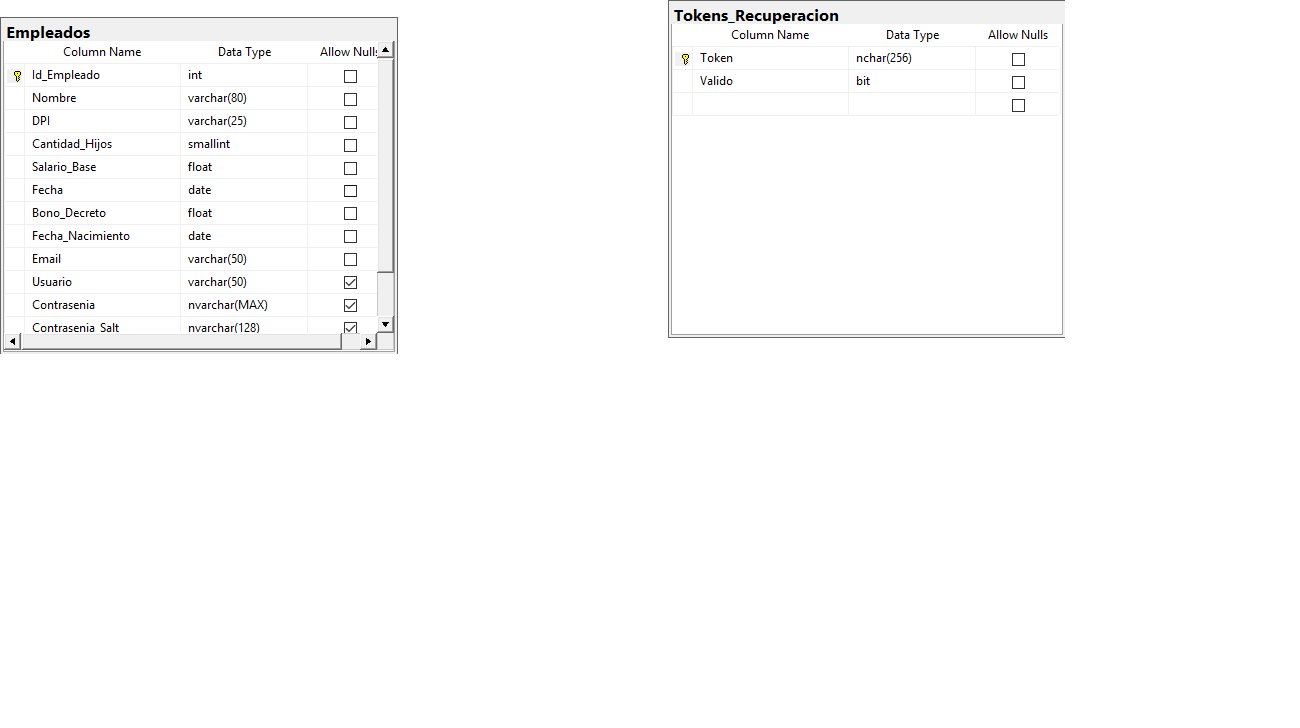 Empleados
Column Name Data Type Allow Nulls
Id_Empleado int
Nombre varchar(80)
DPI varchar(25)
Cantidad_Hijos smallint
Salario_Base float
Fecha date
Bono_Decreto float
Fecha_Nacimiento date
Email varchar(50)
Usuario varchar(50)
Contrasenia nvarchar(MAX)
Contrasenia_Salt nvarchar(128)
Tokens_Recuperacion
Column Name Data Type Allow Nulls
Token nchar(256)
Valido bit